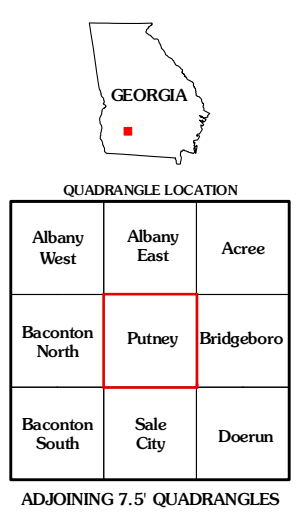 GEORGIA
QUADRANGLE LOCATION
Albany
West
Albany
East
Acree
Baconton
North
Putney
Bridgeboro
Baconton
South
Sale
City
Doerun
ADJOINING 7.5' QUADRANGLES